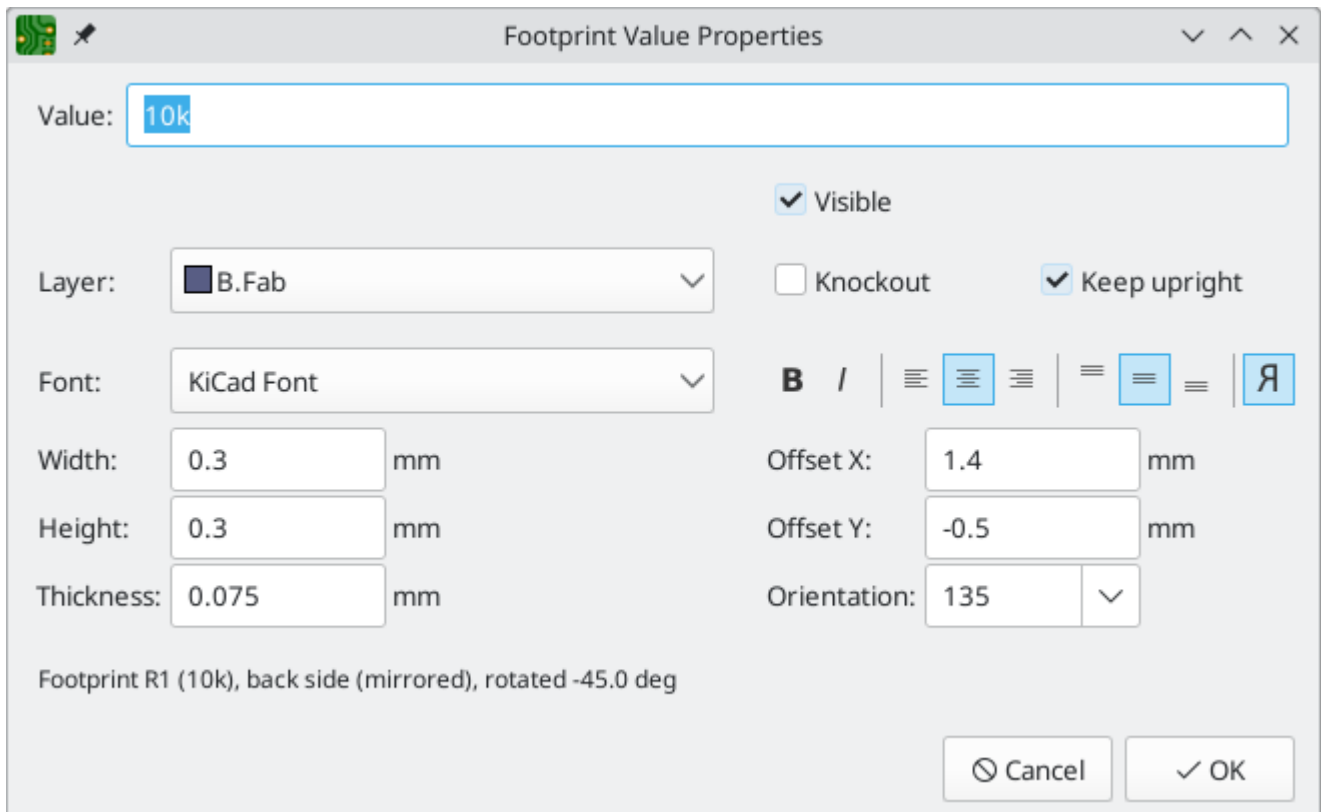 Footprint Value Properties
Value: 10k
Visible
Layer: B.Fab Knockout Keep upright
Font: KiCad Font B I R
Width: 0.3 mm Offset X: 1.4 mm
Height: 0.3 mm Offset Y: -0.5 mm
Thickness: 0.075 mm Orientation: 135
Footprint R1 (10k), back side (mirrored), rotated -45.0 deg
Cancel OK